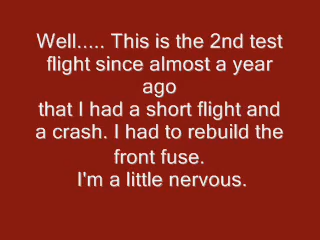 Well..... This is the 2nd test
flight since almost a year
ago
that I had a short flight and
a crash. I had to rebuild the
front fuse.
I'm a little nervous.